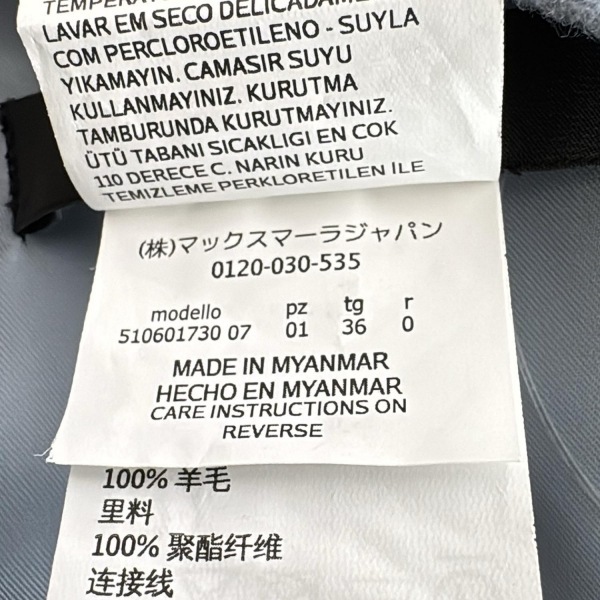 TEMPERAT
LAVAR EM SECO DELICADAME
COM PERCLOROETILENO - SUYLA
YIKAMAYIN. CAMASIR SUYU
KULLANMAYINIZ. KURUTMA
TAMBURUNDA KURUTMAYINIZ.
ÜTÜ TABANI SICAKLIGI EN COK
110 DERECE C. NARIN KURU
TEMIZLEME PERKLORETILEN İLE
(株)マックスマーラジャパン
0120-030-535
modello pz tg r
510601730 07 01 36 0
MADE IN MYANMAR
HECHO EN MYANMAR
CARE INSTRUCTIONS ON
REVERSE
100% 羊毛
里料
100% 聚酯纤维
连接线